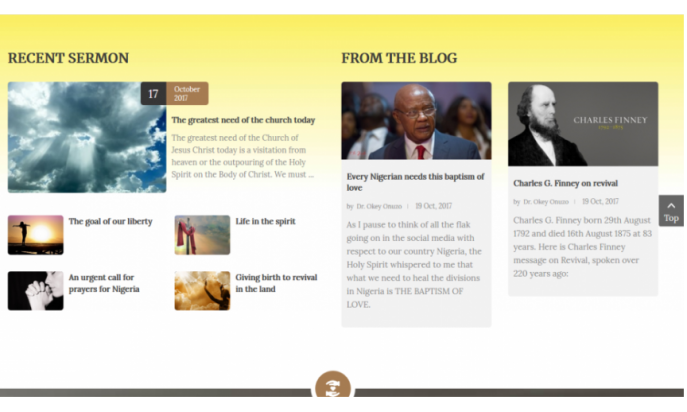 RECENT SERMON
17
October
2017
The greatest need of the church today
The greatest need of the Church of
Jesus Christ today is a visitation from
heaven or the outpouring of the Holy
Spirit on the Body of Christ. We must ...
The goal of our liberty
Life in the spirit
An urgent call for
prayers for Nigeria
Giving birth to revival
in the land
FROM THE BLOG
Every Nigerian needs this baptism of
love
by Dr. Okey Onuzo | 19 Oct, 2017
As I pause to think of all the flak
going on in the social media with
respect to our country Nigeria, the
Holy Spirit whispered to me that
what we need to heal the divisions
in Nigeria is THE BAPTISM OF
LOVE.
CHARLES FINNEY
Charles G. Finney on revival
by Dr. Okey Onuzo | 19 Oct, 2017
Charles G. Finney born 29th August
1792 and died 16th August 1875 at 83
years. Here is Charles Finney
message on Revival, spoken over
220 years ago:
Top